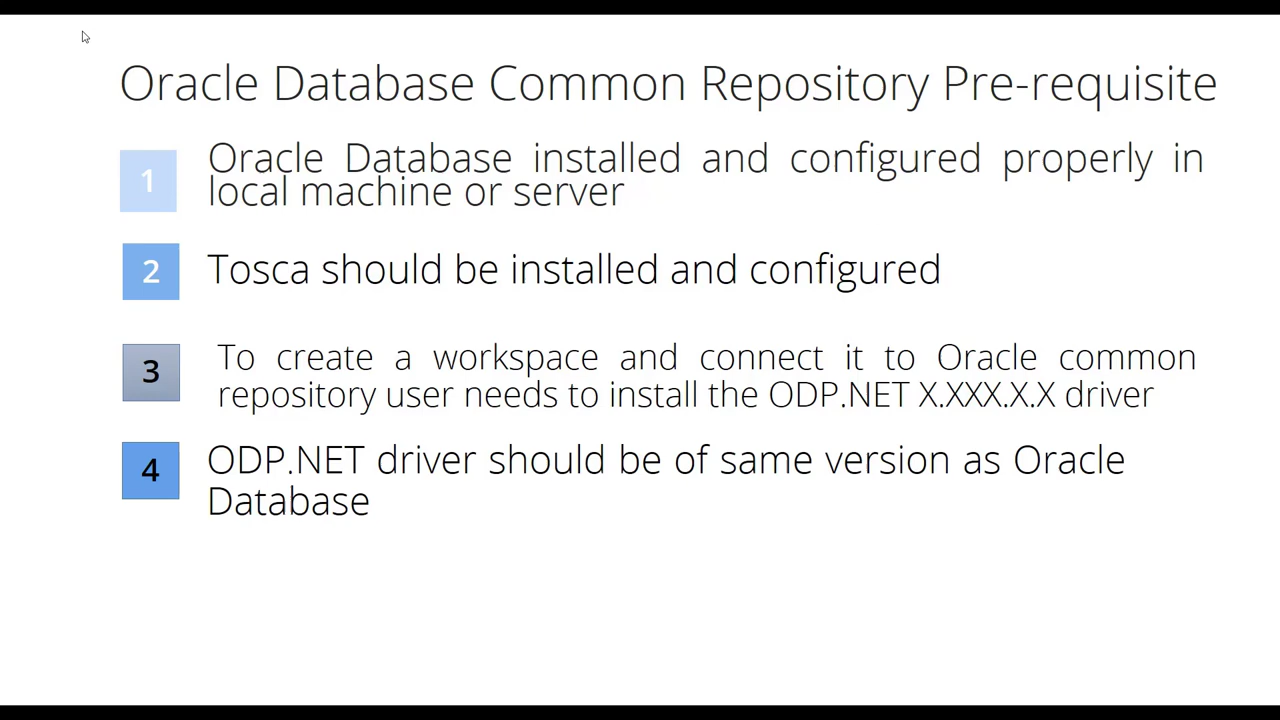 Oracle Database Common Repository Pre-requisite
1
Oracle Database installed and configured properly in
local machine or server
2
Tosca should be installed and configured
3
To create a workspace and connect it to Oracle common
repository user needs to install the ODP.NET X.XXX.X.X driver
4
ODP.NET driver should be of same version as Oracle
Database